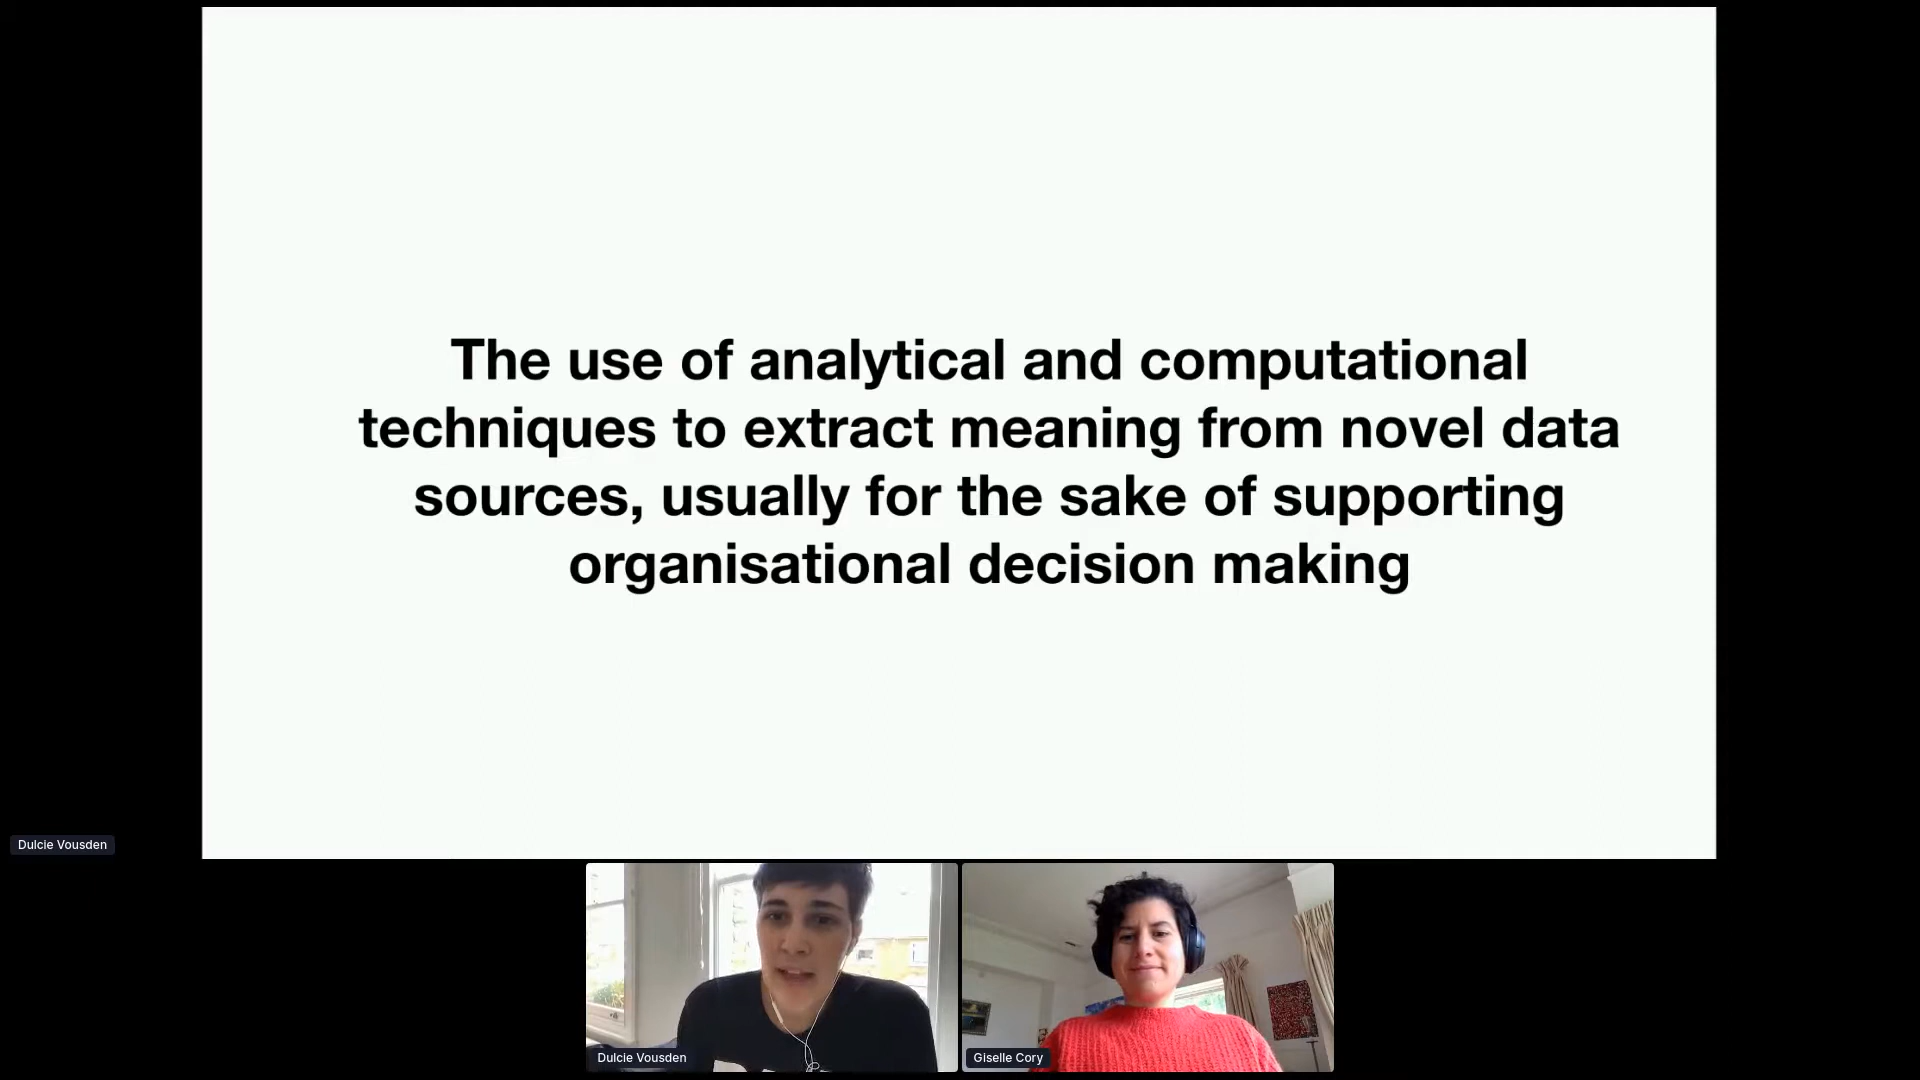 The use of analytical and computational
techniques to extract meaning from novel data
sources, usually for the sake of supporting
organisational decision making
Dulcie Vousden
Dulcie Vousden
Giselle Cory